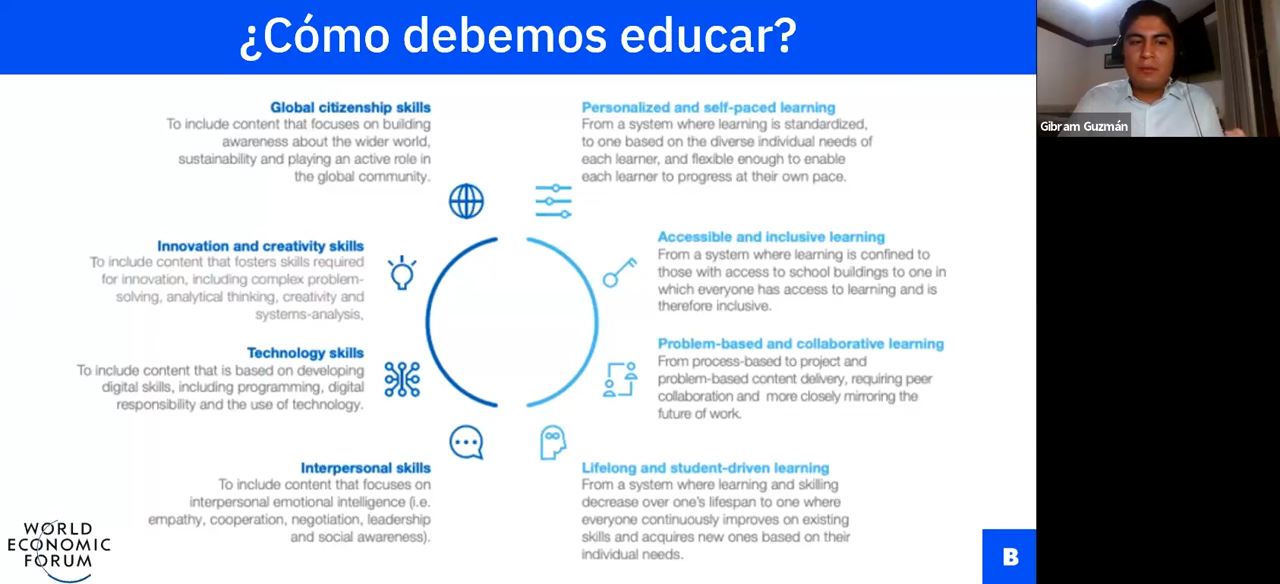 ¿Cómo debemos educar?
Global citizenship skills
To include content that focuses on building
awareness about the wider world,
sustainability and playing an active role in
the global community.
Innovation and creativity skills
To include content that fosters skills required
for innovation, including complex problem-
solving, analytical thinking, creativity and
systems-analysis,
Technology skills
To include content that is based on developing
digital skills, including programming, digital
responsibility and the use of technology.
Interpersonal skills
To include content that focuses on
interpersonal emotional intelligence (i.e.
empathy, cooperation, negotiation, leadership
and social awareness).
Personalized and self-paced learning
From a system where learning is standardized,
to one based on the diverse individual needs of
each learner, and flexible enough to enable
each learner to progress at their own pace.
Accessible and inclusive learning
From a system where learning is confined to
those with access to school buildings to one in
which everyone has access to learning and is
therefore inclusive.
Problem-based and collaborative learning
From process-based to project and
problem-based content delivery, requiring peer
collaboration and more closely mirroring the
future of work.
Lifelong and student-driven learning
From a system where learning and skilling
decrease over one's lifespan to one where
everyone continuously improves on existing
skills and acquires new ones based on their
individual needs.
WORLD
ECONOMIC
FORUM
B
Gibram Guzmán